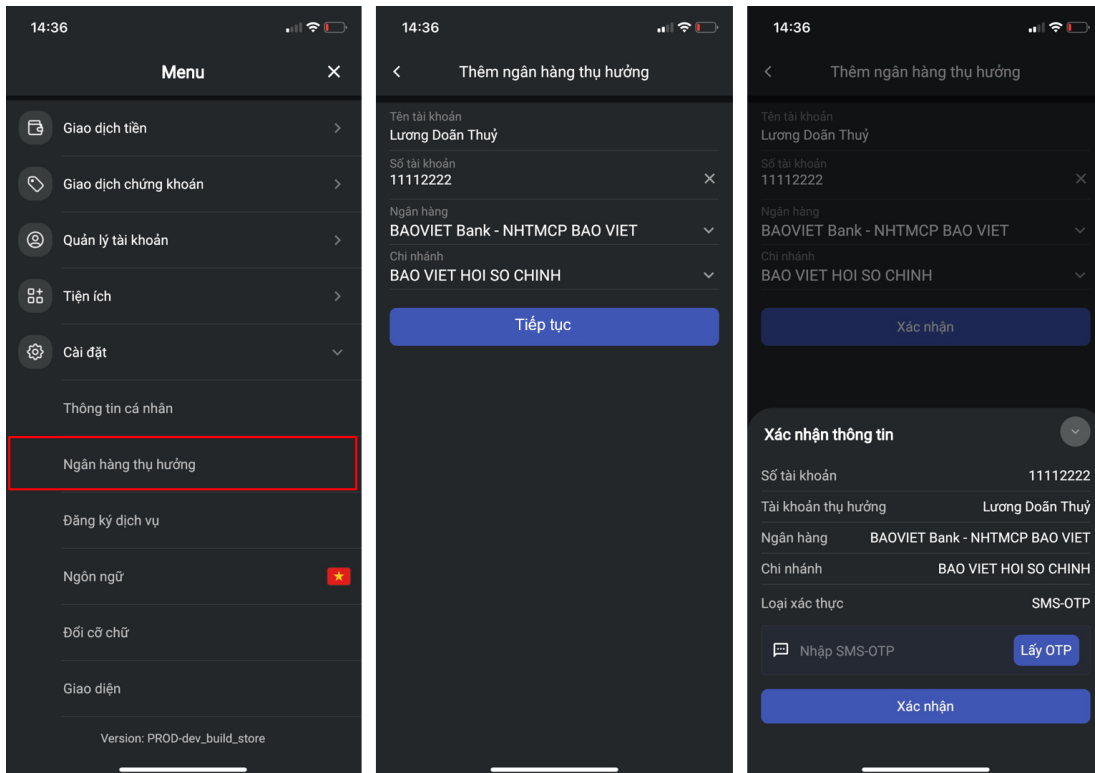 14:36
Menu
Giao dịch tiền
Giao dịch chứng khoán
Quản lý tài khoản
Tiện ích
Cài đặt
Thông tin cá nhân
Ngân hàng thụ hưởng
Đăng ký dịch vụ
Ngôn ngữ
Đổi cỡ chữ
Giao diện
Version: PROD-dev_build_store
14:36
Thêm ngân hàng thụ hưởng
Tên tài khoản
Lương Doãn Thuỷ
Số tài khoản
11112222
Ngân hàng
BAOVIET Bank - NHTMCP BAO VIET
Chi nhánh
BAO VIET HOI SO CHINH
Tiếp tục
14:36
Thêm ngân hàng thụ hưởng
Tên tài khoản
Lương Doãn Thuỷ
Số tài khoản
11112222
Ngân hàng
BAOVIET Bank - NHTMCP BAO VIET
Chi nhánh
BAO VIET HOI SO CHINH
Xác nhận
Xác nhận thông tin
Số tài khoản 11112222
Tài khoản thụ hưởng Lương Doãn Thuỷ
Ngân hàng BAOVIET Bank - NHTMCP BAO VIET
Chi nhánh BAO VIET HOI SO CHINH
Loại xác thực SMS-OTP
Nhập SMS-OTP Lấy OTP
Xác nhận